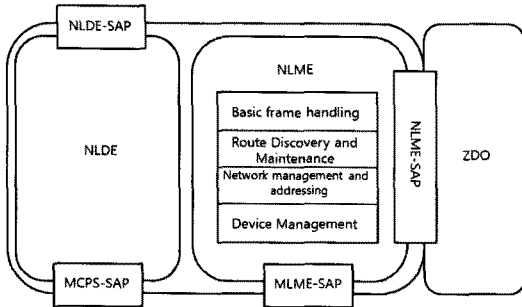 NLDE-SAP
NLME
Basic frame handling
Route Discovery and
Maintenance
Network management and
addressing
Device Management
NLDE
NLME-SAP
ZDO
MCPS-SAP
MLME-SAP